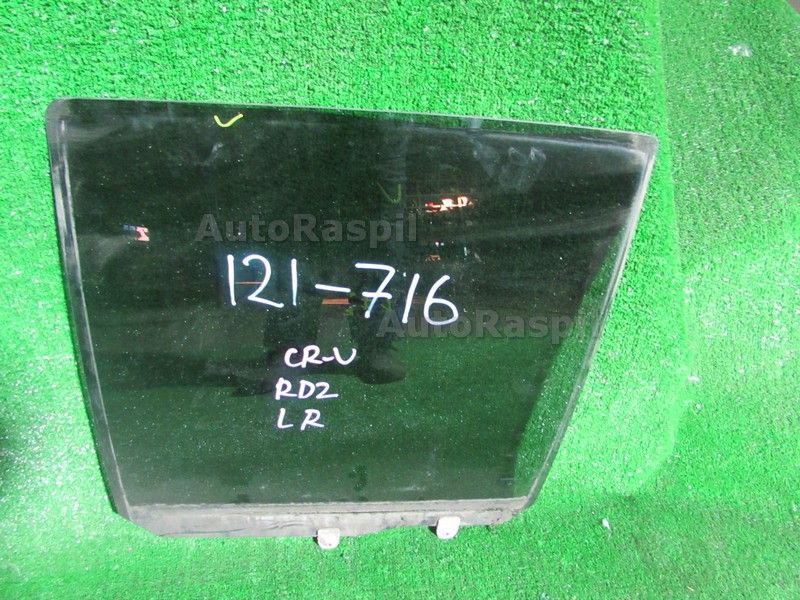 AutoRaspil
121-716
AutoRaspil
CR-V
RD2
LR